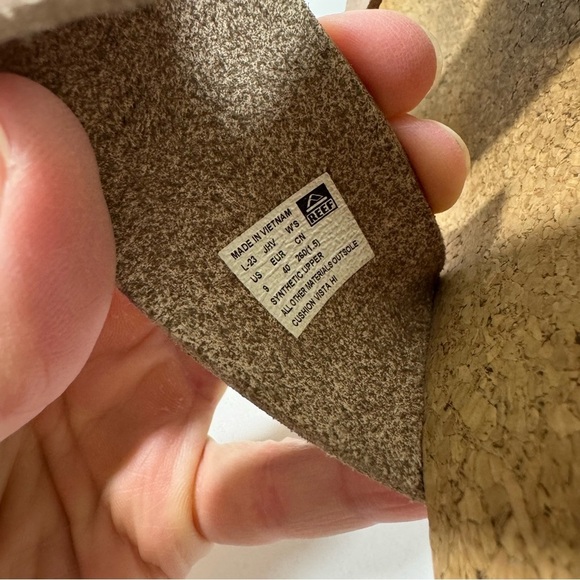 MADE IN VIETNAM
REEF
L-23 JHV W'S
US EUR CN
9 40 260(1.5)
SYNTHETIC UPPER
ALL OTHER MATERIALS OUTSOLE
CUSHION VISTA HI